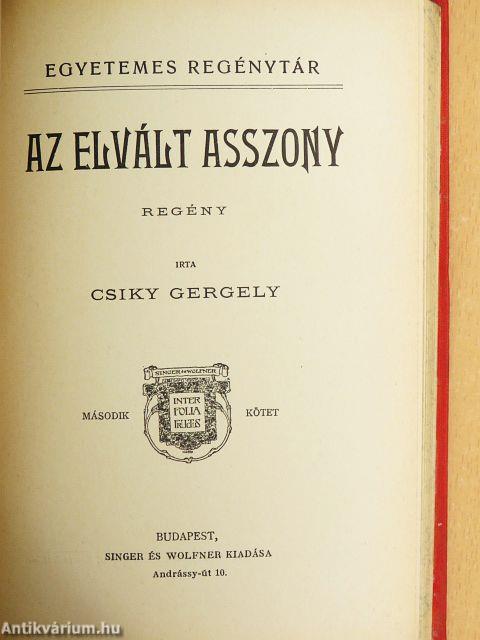 EGYETEMES REGÉNYTÁR
AZ ELVÁLT ASSZONY
REGÉNY
IRTA
CSIKY GERGELY
SINGER ÉS WOLFNER
INTER
FOLIA
FRUCTUS
MÁSODIK KÖTET
BUDAPEST,
SINGER ÉS WOLFNER KIADÁSA
Andrássy-út 10.
Antikvárium.hu